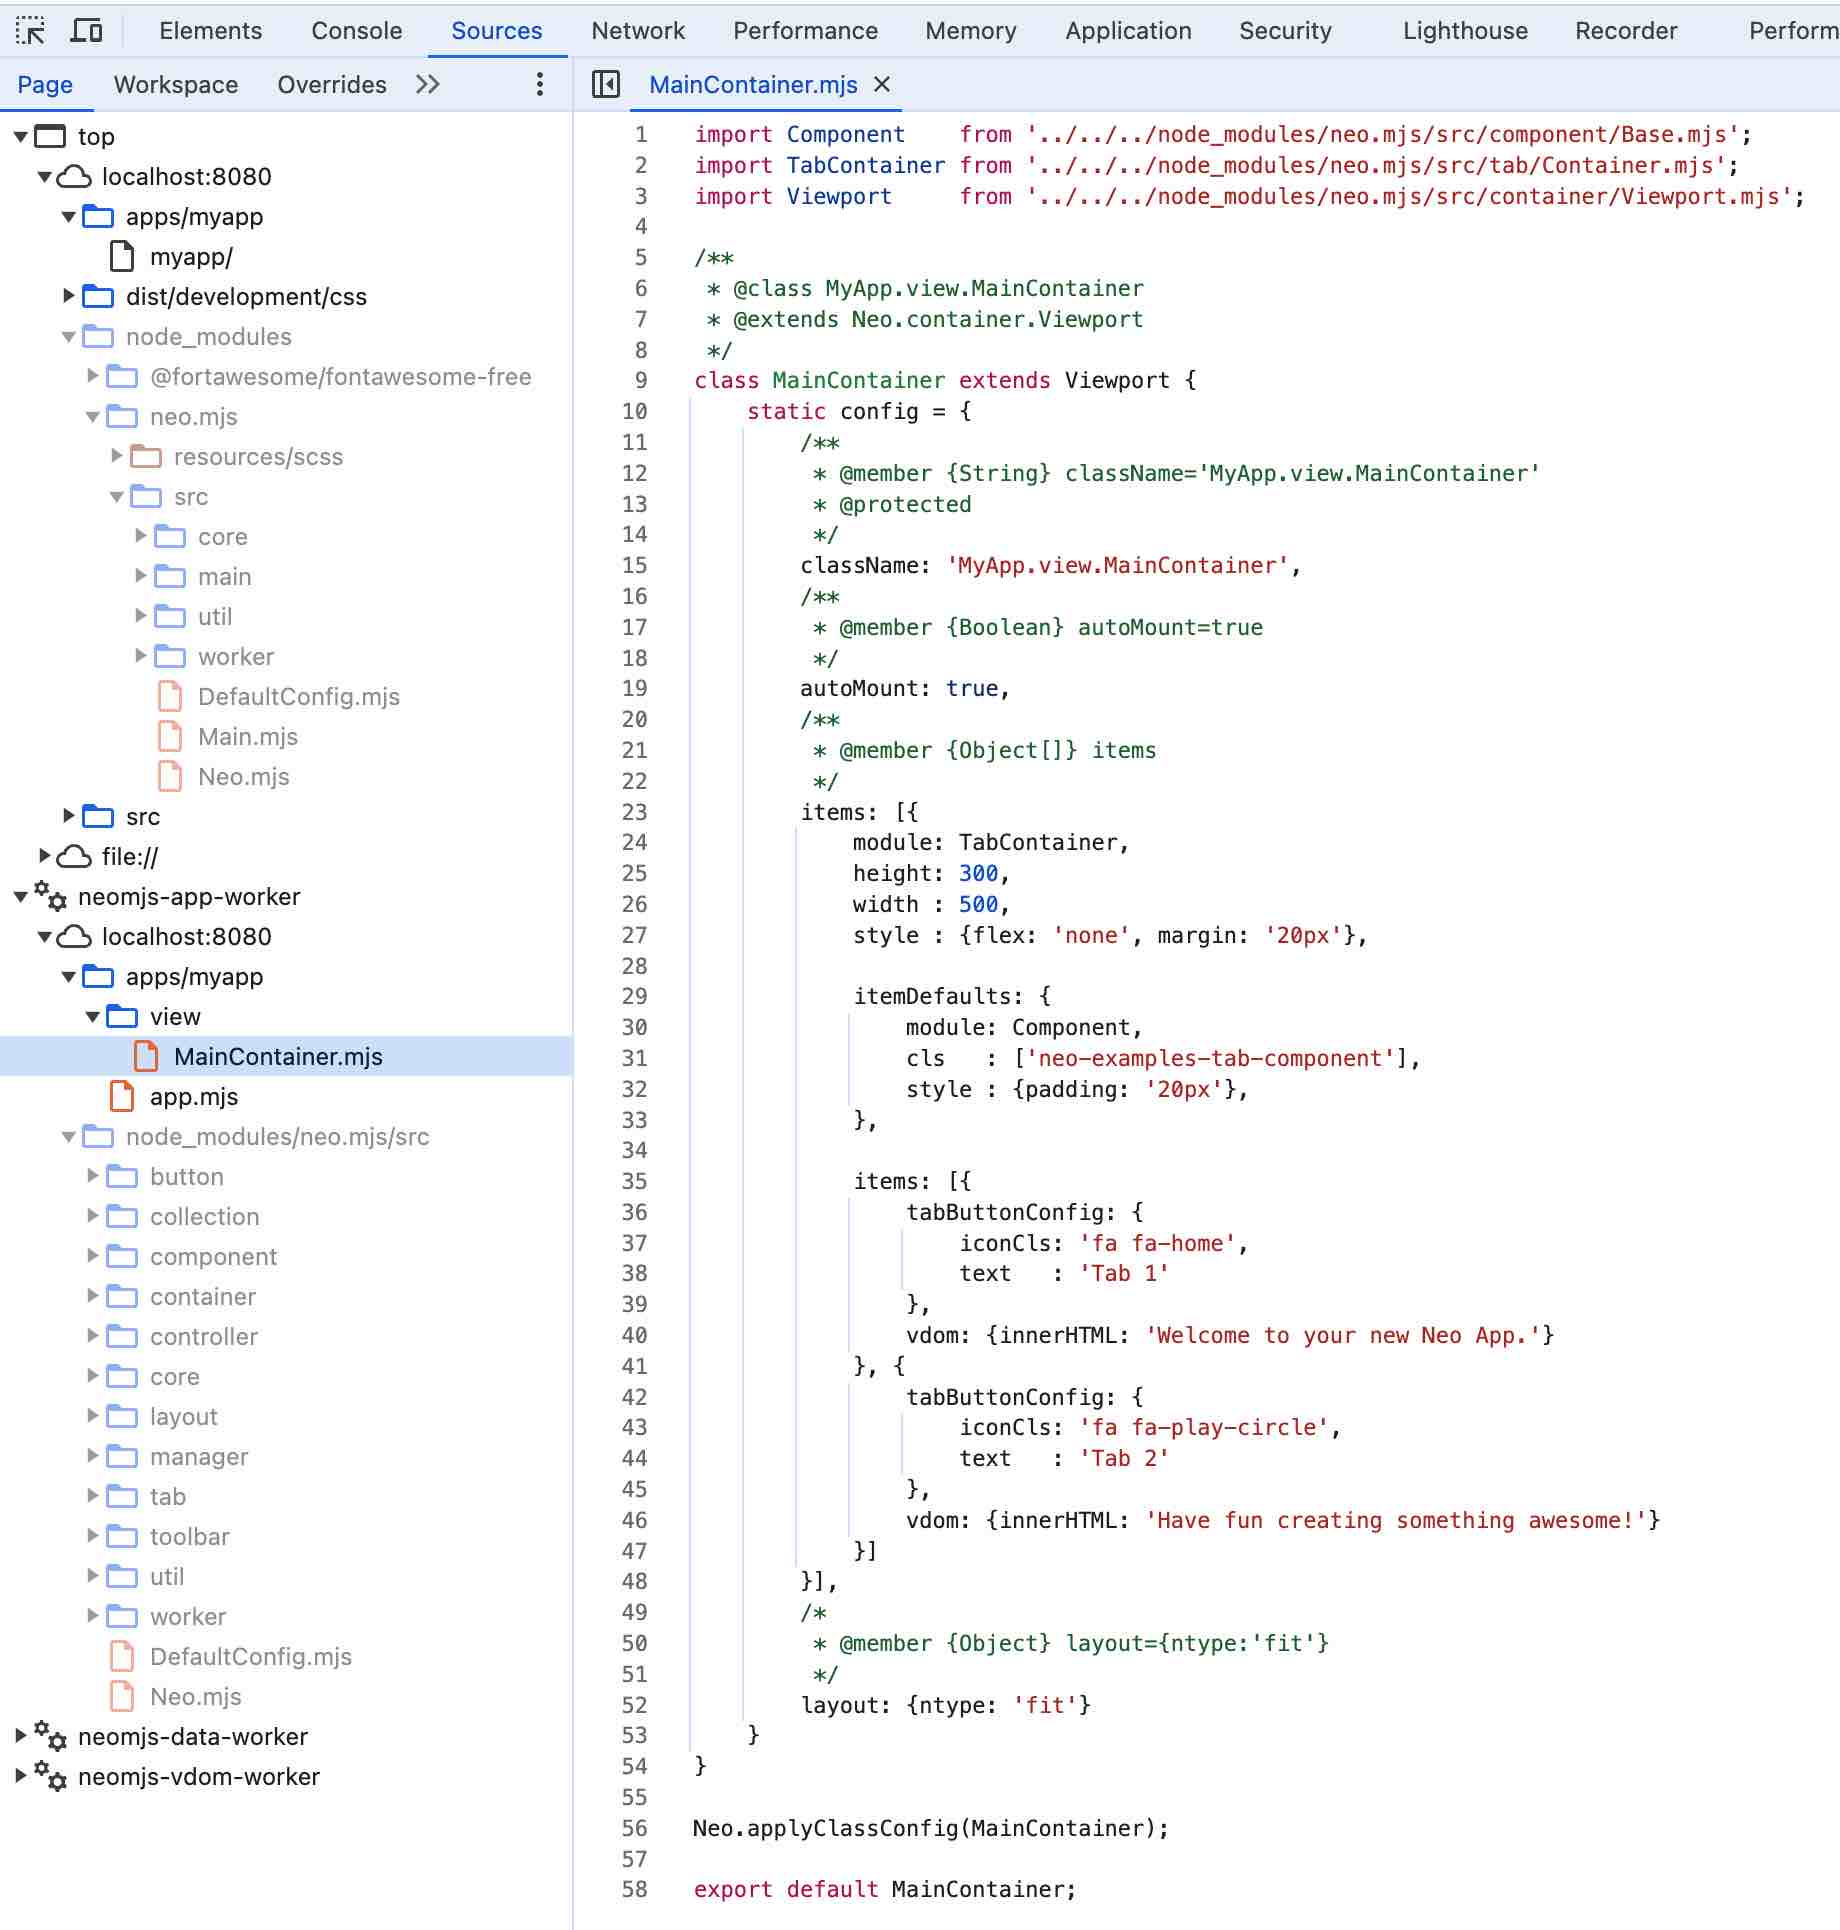 Elements Console Sources Network Performance Memory Application Security Lighthouse Recorder Perform
Page Workspace Overrides
MainContainer.mjs
top
localhost:8080
apps/myapp
myapp/
dist/development/css
node_modules
@fortawesome/fontawesome-free
neo.mjs
resources/scss
src
core
main
util
worker
DefaultConfig.mjs
Main.mjs
Neo.mjs
src
file://
neomjs-app-worker
localhost:8080
apps/myapp
view
MainContainer.mjs
app.mjs
node_modules/neo.mjs/src
button
collection
component
container
controller
core
layout
manager
tab
toolbar
util
worker
DefaultConfig.mjs
Neo.mjs
neomjs-data-worker
neomjs-vdom-worker
1 import Component    from '../../../node_modules/neo.mjs/src/component/Base.mjs';
2 import TabContainer from '../../../node_modules/neo.mjs/src/tab/Container.mjs';
3 import Viewport     from '../../../node_modules/neo.mjs/src/container/Viewport.mjs';
4
5 /**
6  * @class MyApp.view.MainContainer
7  * @extends Neo.container.Viewport
8  */
9 class MainContainer extends Viewport {
10     static config = {
11         /**
12          * @member {String} className='MyApp.view.MainContainer'
13          * @protected
14          */
15         className: 'MyApp.view.MainContainer',
16         /**
17          * @member {Boolean} autoMount=true
18          */
19         autoMount: true,
20         /**
21          * @member {Object[]} items
22          */
23         items: [{
24             module: TabContainer,
25             height: 300,
26             width : 500,
27             style : {flex: 'none', margin: '20px'},
28
29             itemDefaults: {
30                 module: Component,
31                 cls   : ['neo-examples-tab-component'],
32                 style : {padding: '20px'},
33             },
34
35             items: [{
36                 tabButtonConfig: {
37                     iconCls: 'fa fa-home',
38                     text   : 'Tab 1'
39                 },
40                 vdom: {innerHTML: 'Welcome to your new Neo App.'}
41             }, {
42                 tabButtonConfig: {
43                     iconCls: 'fa fa-play-circle',
44                     text   : 'Tab 2'
45                 },
46                 vdom: {innerHTML: 'Have fun creating something awesome!'}
47             }]
48         }],
49         /*
50          * @member {Object} layout={ntype:'fit'}
51          */
52         layout: {ntype: 'fit'}
53     }
54 }
55
56 Neo.applyClassConfig(MainContainer);
57
58 export default MainContainer;